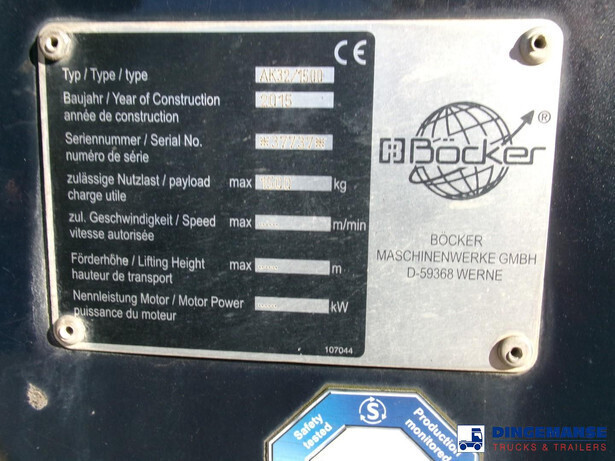 CE
Typ / Type / type AK32/1500
Baujahr / Year of Construction 2015
année de construction
Seriennummer / Serial No.
numéro de série
zulässige Nutzlast / payload max kg
charge utile
zul. Geschwindigkeit / Speed max m/min
vitesse autorisée
Förderhöhe / Lifting Height max m
hauteur de transport
Nennleistung Motor / Motor Power kW
puissance du moteur
107044
Böcker ®
BÖCKER
MASCHINENWERKE GMBH
D-59368 WERNE
Safety
tested
S
Production
monitored
TRUCKS & TRAILERS